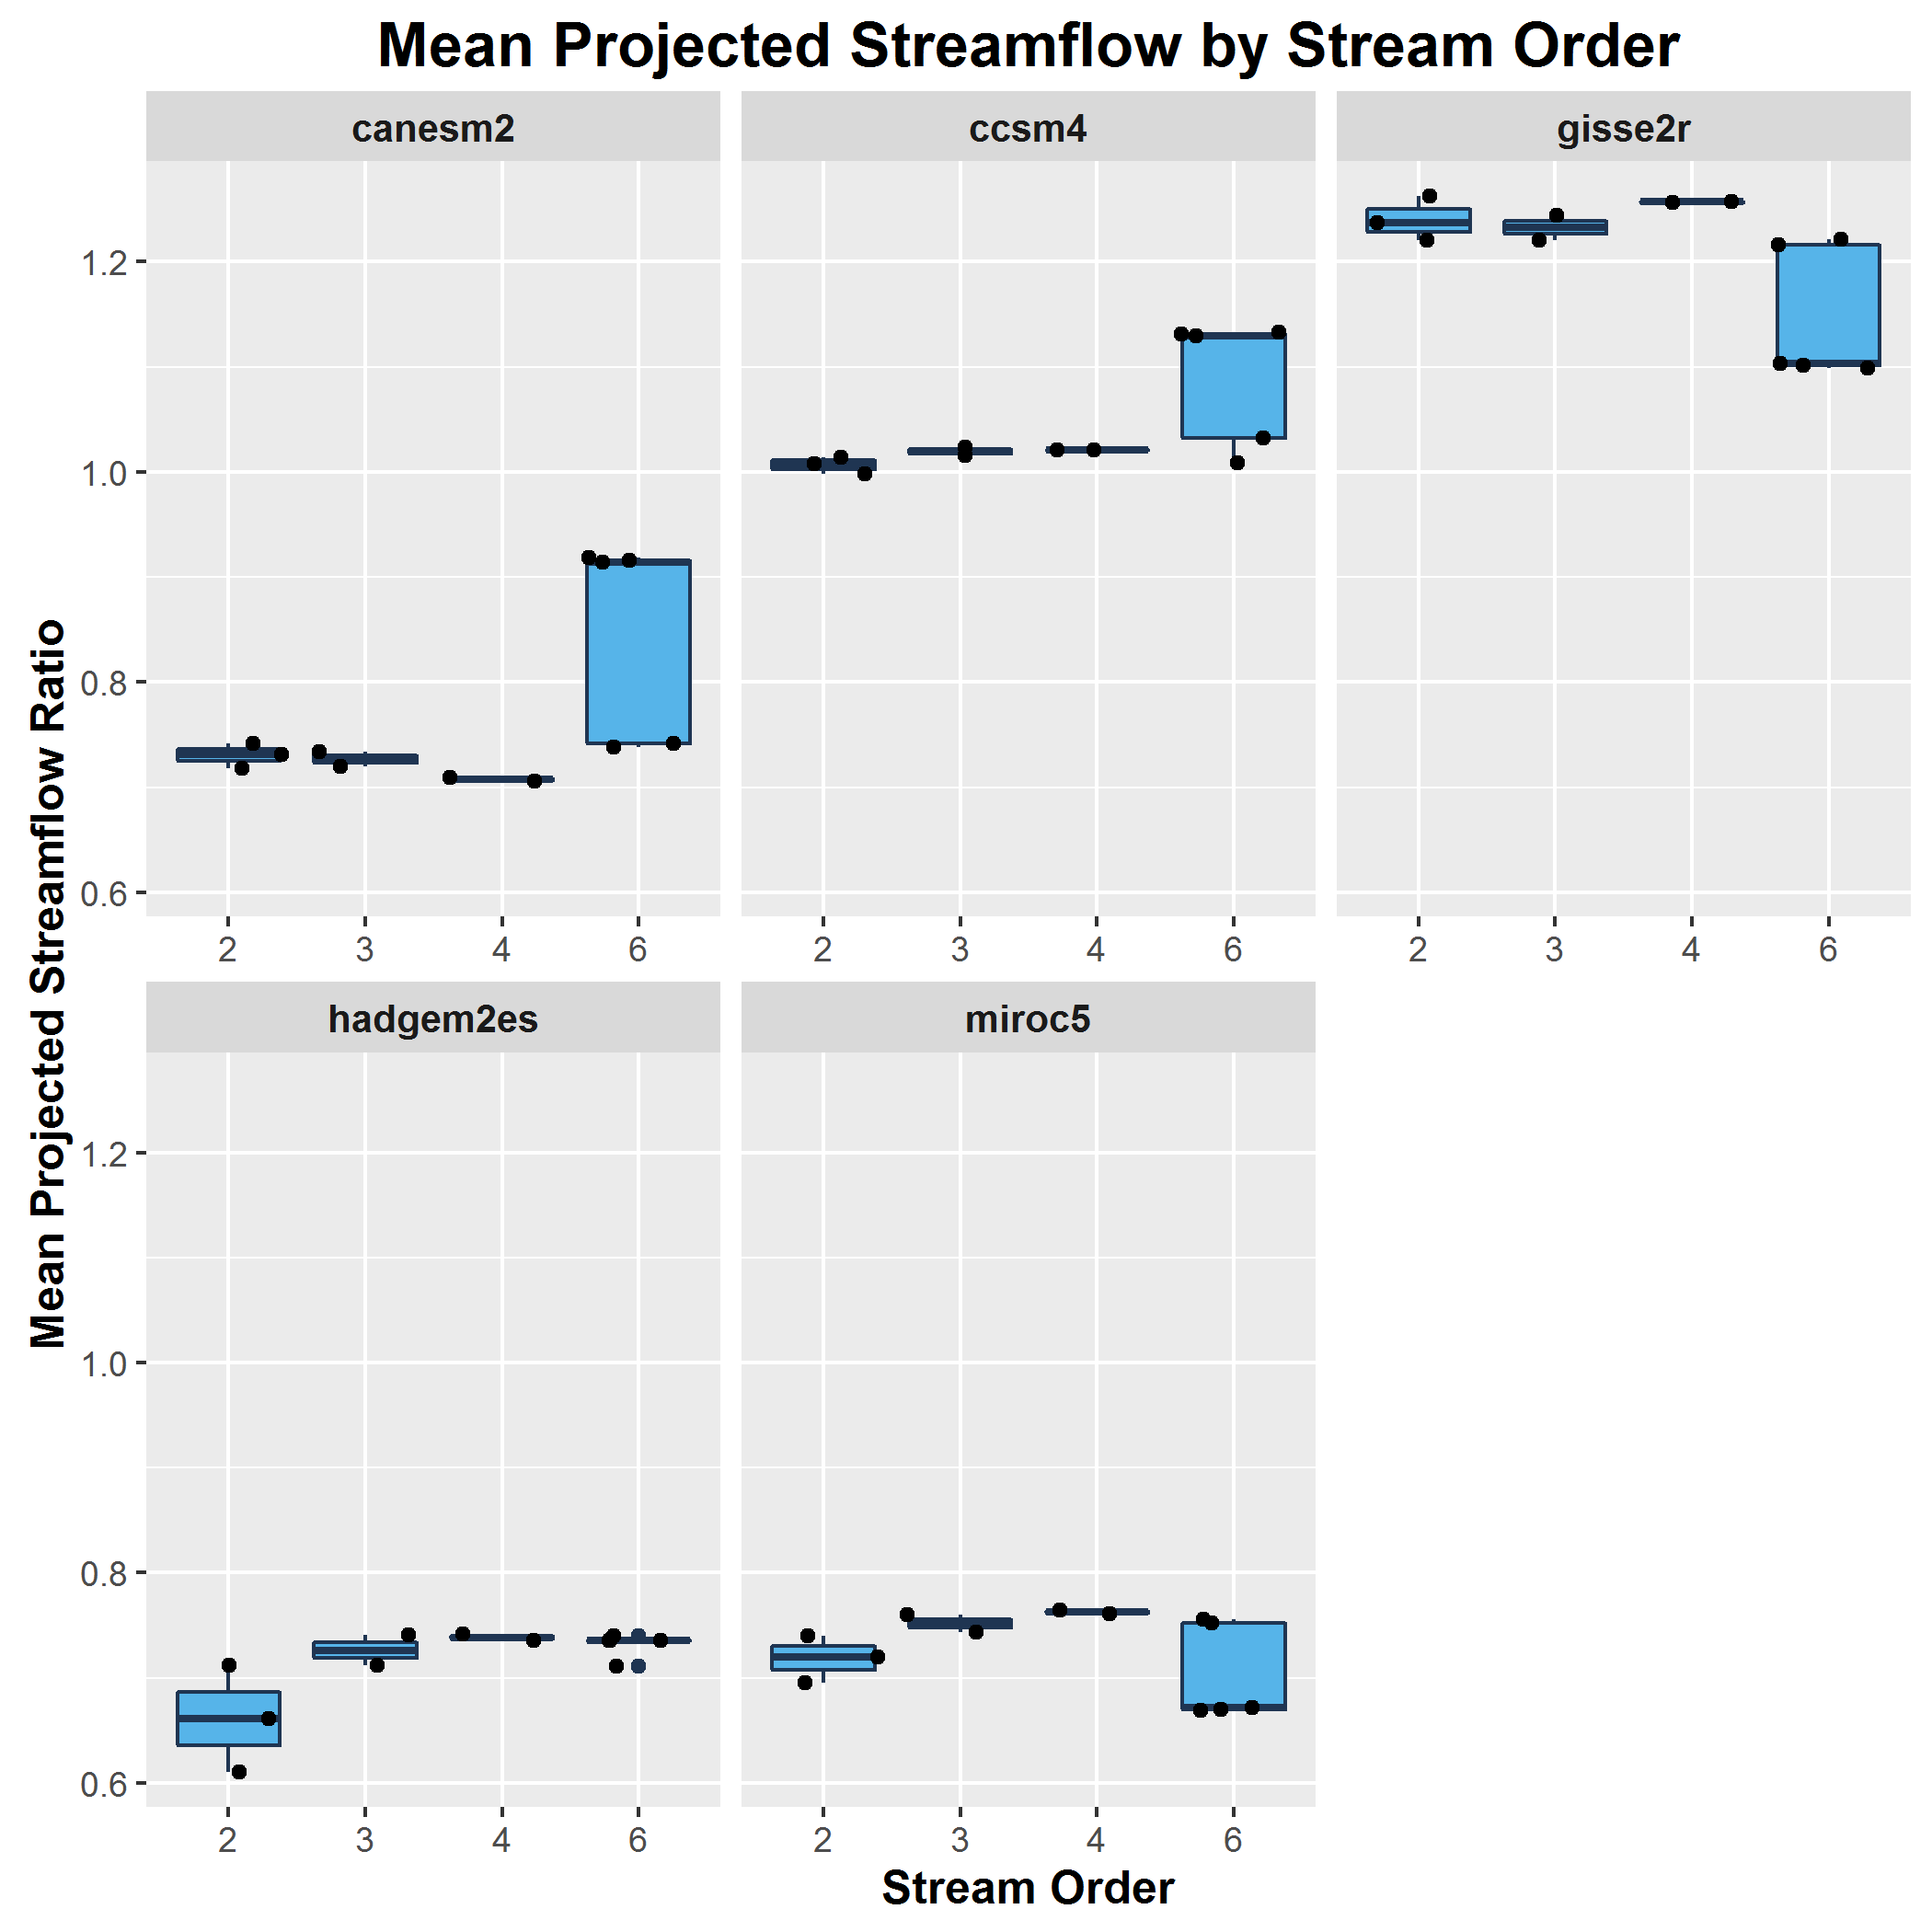 Mean Projected Streamflow by Stream Order
canesm2
ccsm4
gisse2r
Mean Projected Streamflow Ratio
1.2
1.0
0.8
0.6
2 3 4 6
2 3 4 6
2 3 4 6
hadgem2es
miroc5
1.2
1.0
0.8
0.6
2 3 4 6
2 3 4 6
Stream Order